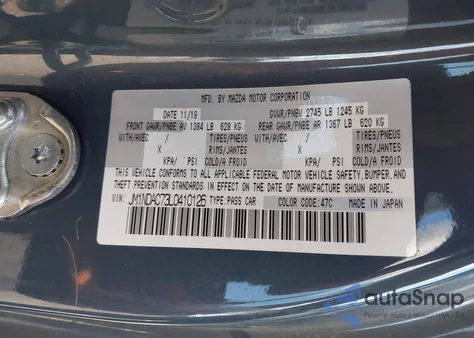 MFD. BY MAZDA MOTOR CORPORATION
DATE 11/19 GVWR/PNBV 2745 LB 1245 KG
FRONT GAWR/PNBE AV 1384 LB 628 KG REAR GAWR/PNBE AR 1367 LB 620 KG
WITH/AVEC / TIRES/PNEUS WITH/AVEC / TIRES/PNEUS
X RIMS/JANTES X RIMS/JANTES
KPA/ PSI COLD/A FROID KPA/ PSI COLD/A FROID
THIS VEHICLE CONFORMS TO ALL APPLICABLE FEDERAL MOTOR VEHICLE SAFETY, BUMPER, AND
THEFT PREVENTION STANDARDS IN EFFECT ON THE DATE OF MANUFACTURE SHOWN ABOVE.
VIN: JM1NDAC73L0410126 TYPE: PASS CAR COLOR CODE: 47C MADE IN JAPAN
autoSnap